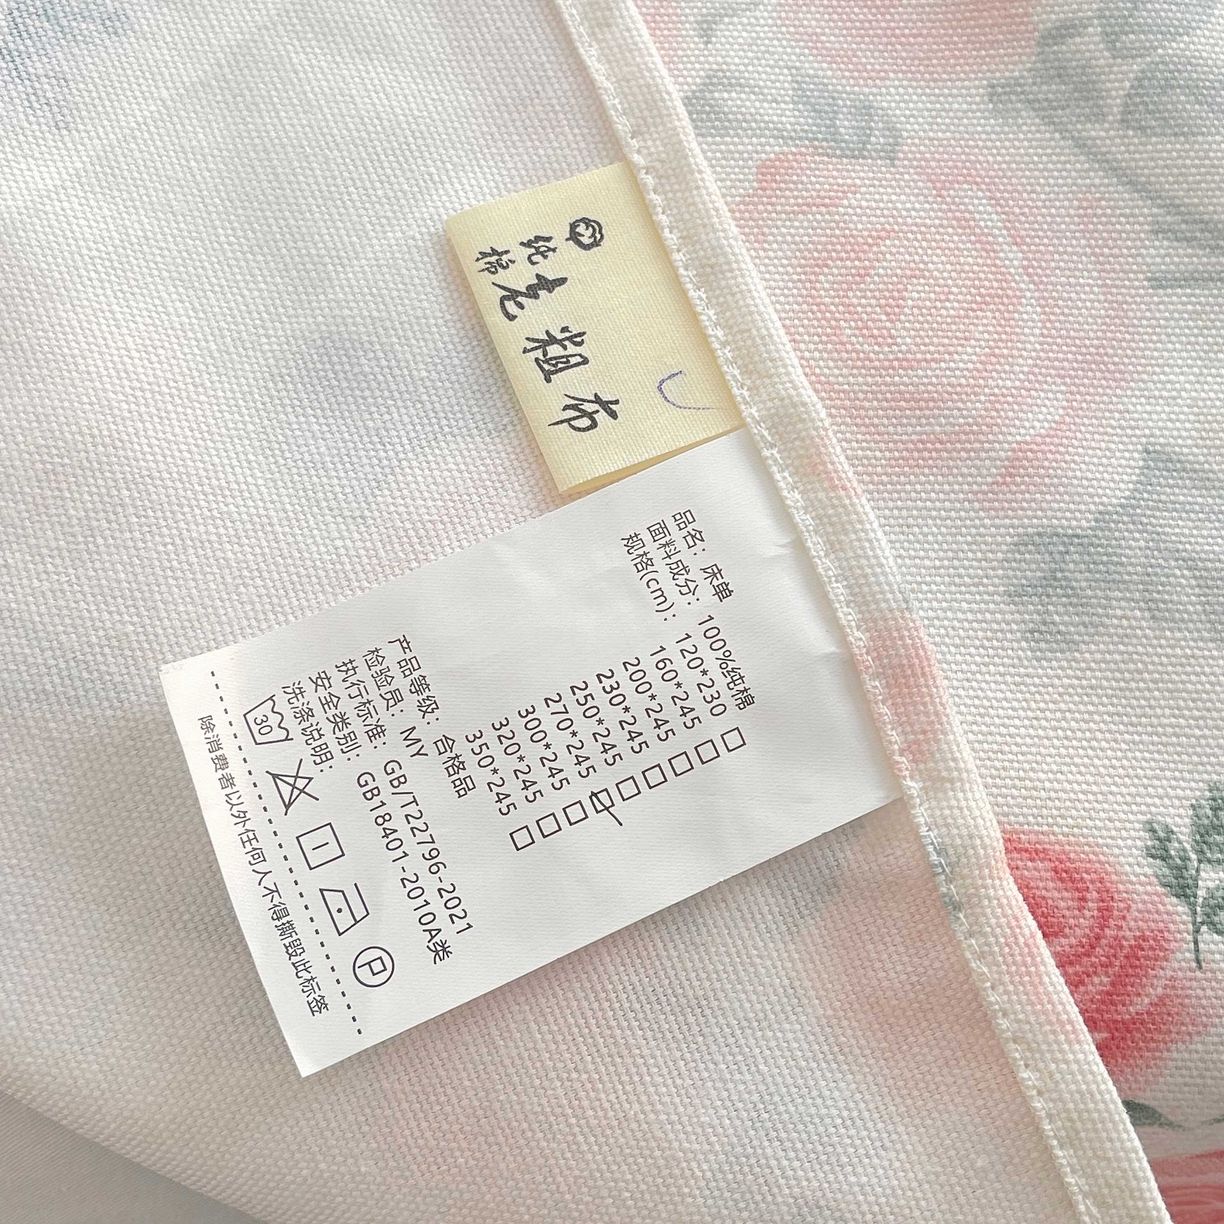 纯棉
老粗布
品名：床单
面料成分：100%纯棉
规格(cm)：120*230 □
160*245 □
200*245 □
230*245 □
250*245 □
270*245 ☑
300*245 □
320*245 □
350*245 □
产品等级：合格品
检验员：MY
执行标准：GB/T22796-2021
安全类别：GB18401-2010A类
洗涤说明：
30
P
除消费者以外任何人不得撕毁此标签